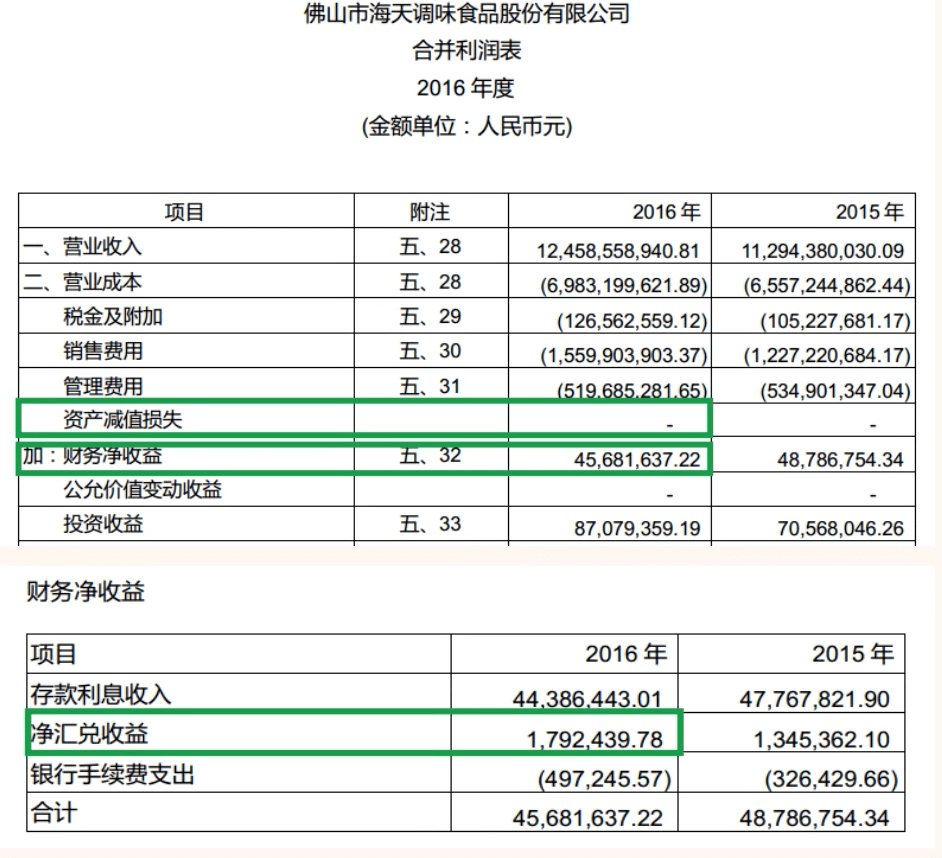 佛山市海天调味食品股份有限公司
合并利润表
2016 年度
(金额单位：人民币元)
项目 附注 2016 年 2015 年
一、营业收入 五、28 12,458,558,940.81 11,294,380,030.09
二、营业成本 五、28 (6,983,199,621.89) (6,557,244,862.44)
税金及附加 五、29 (126,562,559.12) (105,227,681.17)
销售费用 五、30 (1,559,903,903.37) (1,227,220,684.17)
管理费用 五、31 (519,685,281.65) (534,901,347.04)
资产减值损失 - -
加：财务净收益 五、32 45,681,637.22 48,786,754.34
公允价值变动收益 - -
投资收益 五、33 87,079,359.19 70,568,046.26
财务净收益
项目 2016 年 2015 年
存款利息收入 44,386,443.01 47,767,821.90
净汇兑收益 1,792,439.78 1,345,362.10
银行手续费支出 (497,245.57) (326,429.66)
合计 45,681,637.22 48,786,754.34